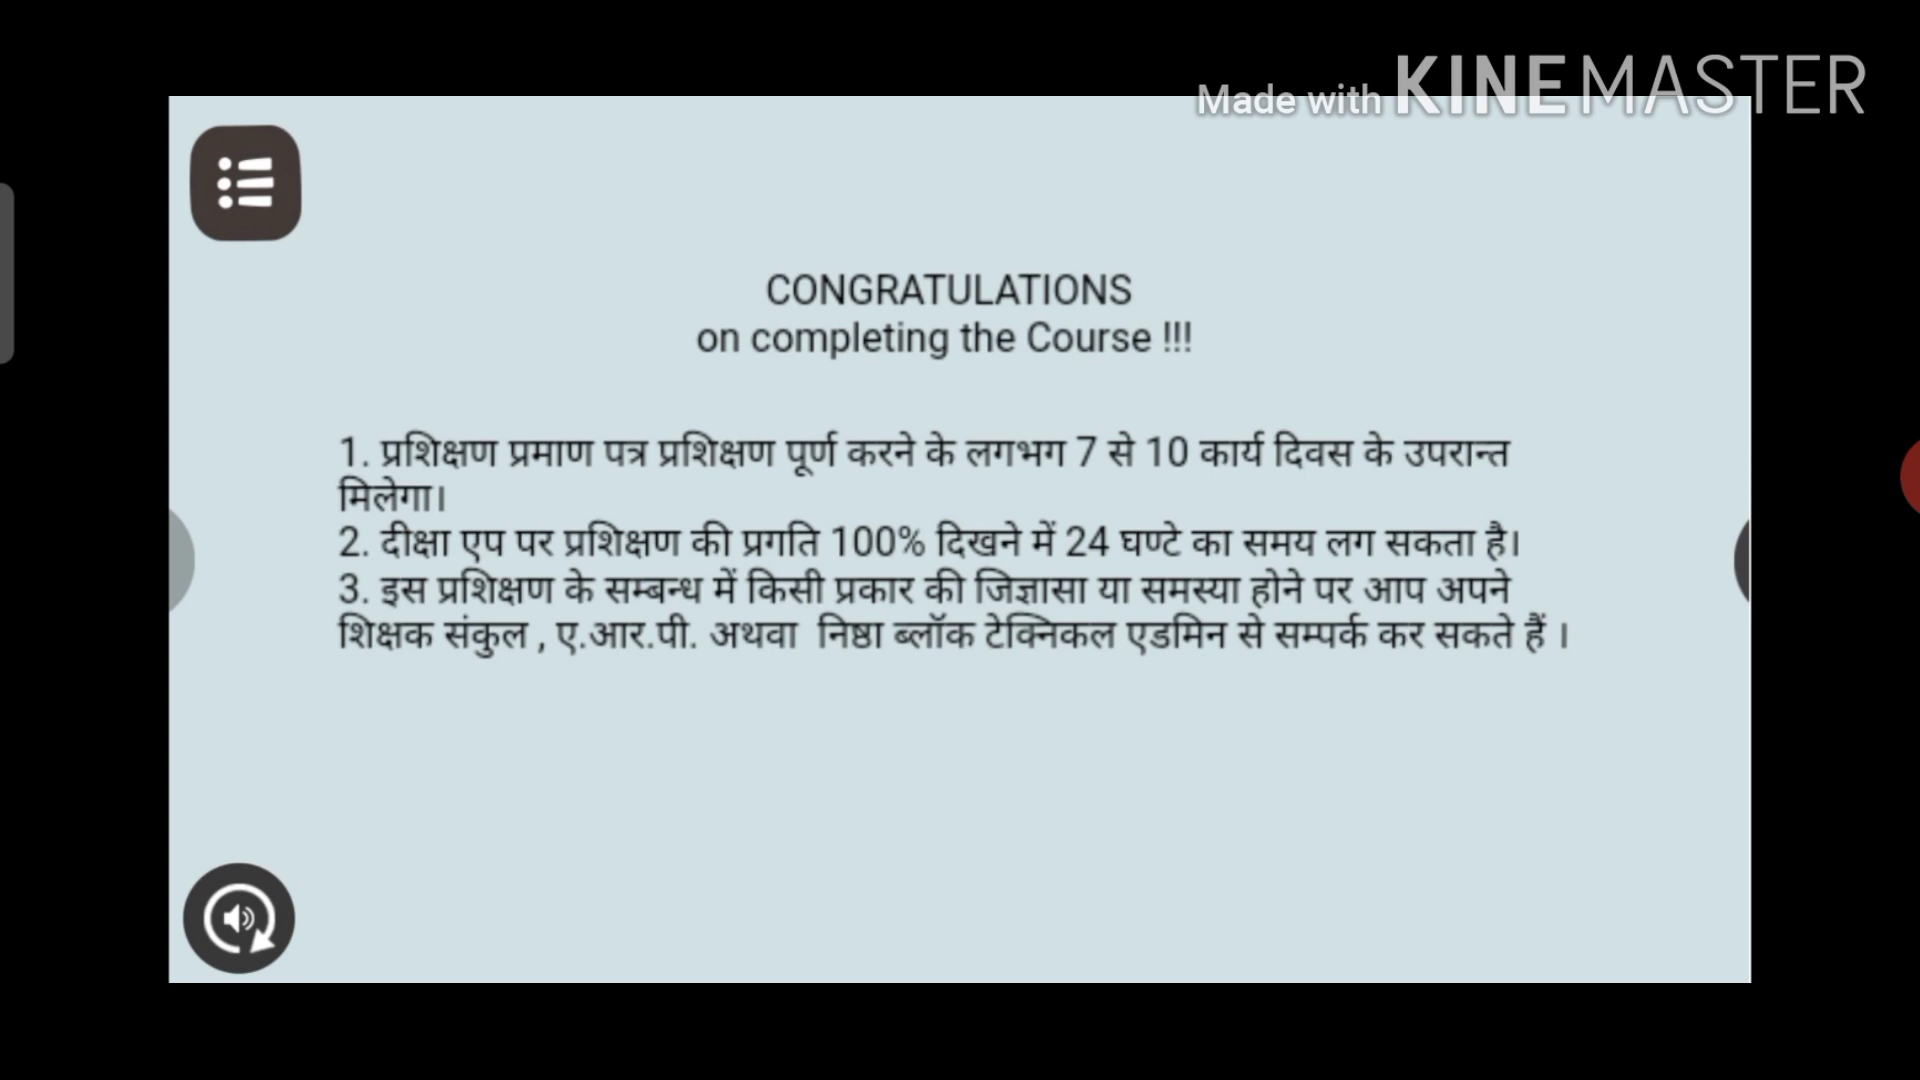 Made with KINEMASTER
CONGRATULATIONS
on completing the Course !!!
1. प्रशिक्षण प्रमाण पत्र प्रशिक्षण पूर्ण करने के लगभग 7 से 10 कार्य दिवस के उपरान्त
मिलेगा।
2. दीक्षा एप पर प्रशिक्षण की प्रगति 100% दिखने में 24 घण्टे का समय लग सकता है।
3. इस प्रशिक्षण के सम्बन्ध में किसी प्रकार की जिज्ञासा या समस्या होने पर आप अपने
शिक्षक संकुल , ए.आर.पी. अथवा निष्ठा ब्लॉक टेक्निकल एडमिन से सम्पर्क कर सकते हैं ।